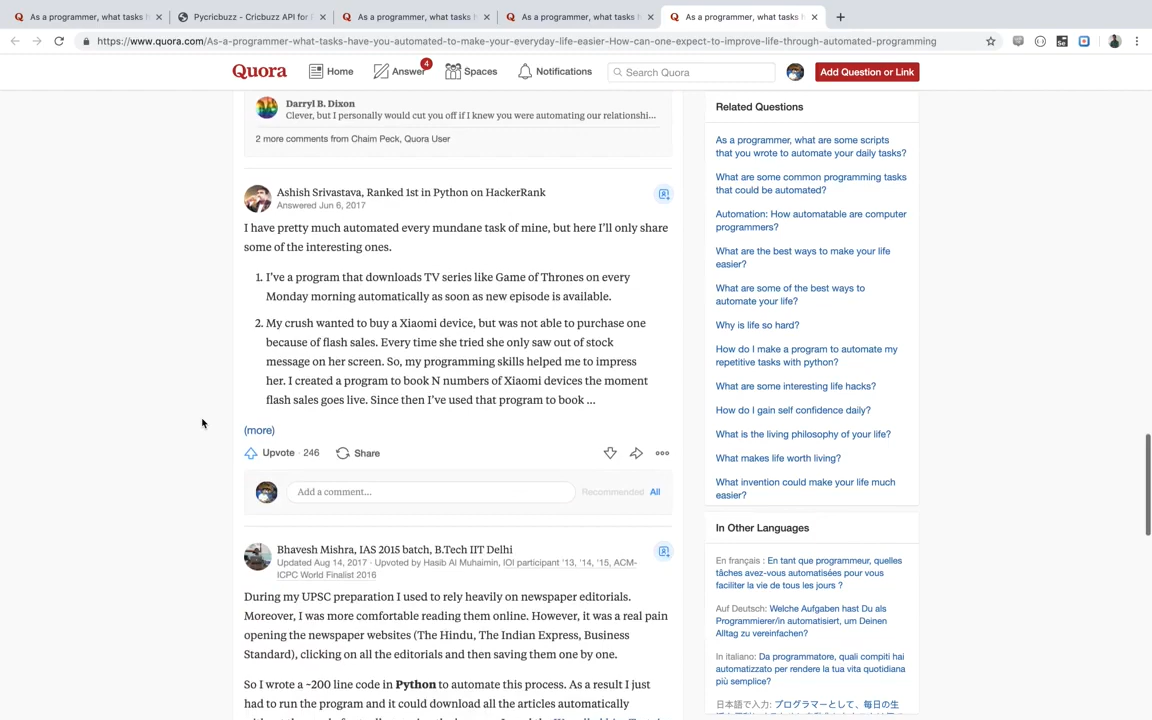 As a programmer, what tasks h
Pycricbuzz - Cricbuzz API for
As a programmer, what tasks h
As a programmer, what tasks h
As a programmer, what tasks h
https://www.quora.com/As-a-programmer-what-tasks-have-you-automated-to-make-your-everyday-life-easier-How-can-one-expect-to-improve-life-through-automated-programming
Quora
Home
Answer
4
Spaces
Notifications
Search Quora
Add Question or Link
Darryl B. Dixon
Clever, but I personally would cut you off if I knew you were automating our relationshi...
2 more comments from Chaim Peck, Quora User
Ashish Srivastava, Ranked 1st in Python on HackerRank
Answered Jun 6, 2017
I have pretty much automated every mundane task of mine, but here I'll only share
some of the interesting ones.
1. I've a program that downloads TV series like Game of Thrones on every
Monday morning automatically as soon as new episode is available.
2. My crush wanted to buy a Xiaomi device, but was not able to purchase one
because of flash sales. Every time she tried she only saw out of stock
message on her screen. So, my programming skills helped me to impress
her. I created a program to book N numbers of Xiaomi devices the moment
flash sales goes live. Since then I've used that program to book ...
(more)
Upvote · 246
Share
Add a comment...
Recommended
All
Bhavesh Mishra, IAS 2015 batch, B.Tech IIT Delhi
Updated Aug 14, 2017 · Upvoted by Hasib Al Muhaimin, IOI participant '13, '14, '15, ACM-
ICPC World Finalist 2016
During my UPSC preparation I used to rely heavily on newspaper editorials.
Moreover, I was more comfortable reading them online. However, it was a real pain
opening the newspaper websites (The Hindu, The Indian Express, Business
Standard), clicking on all the editorials and then saving them one by one.
So I wrote a ~200 line code in Python to automate this process. As a result I just
had to run the program and it could download all the articles automatically
Related Questions
As a programmer, what are some scripts
that you wrote to automate your daily tasks?
What are some common programming tasks
that could be automated?
Automation: How automatable are computer
programmers?
What are the best ways to make your life
easier?
What are some of the best ways to
automate your life?
Why is life so hard?
How do I make a program to automate my
repetitive tasks with python?
What are some interesting life hacks?
How do I gain self confidence daily?
What is the living philosophy of your life?
What makes life worth living?
What invention could make your life much
easier?
In Other Languages
En français : En tant que programmeur, quelles
tâches avez-vous automatisées pour vous
faciliter la vie de tous les jours ?
Auf Deutsch: Welche Aufgaben hast Du als
Programmierer/in automatisiert, um Deinen
Alltag zu vereinfachen?
In italiano: Da programmatore, quali compiti hai
automatizzato per rendere la tua vita quotidiana
più semplice?
日本語で入力: プログラマーとして、毎日の生